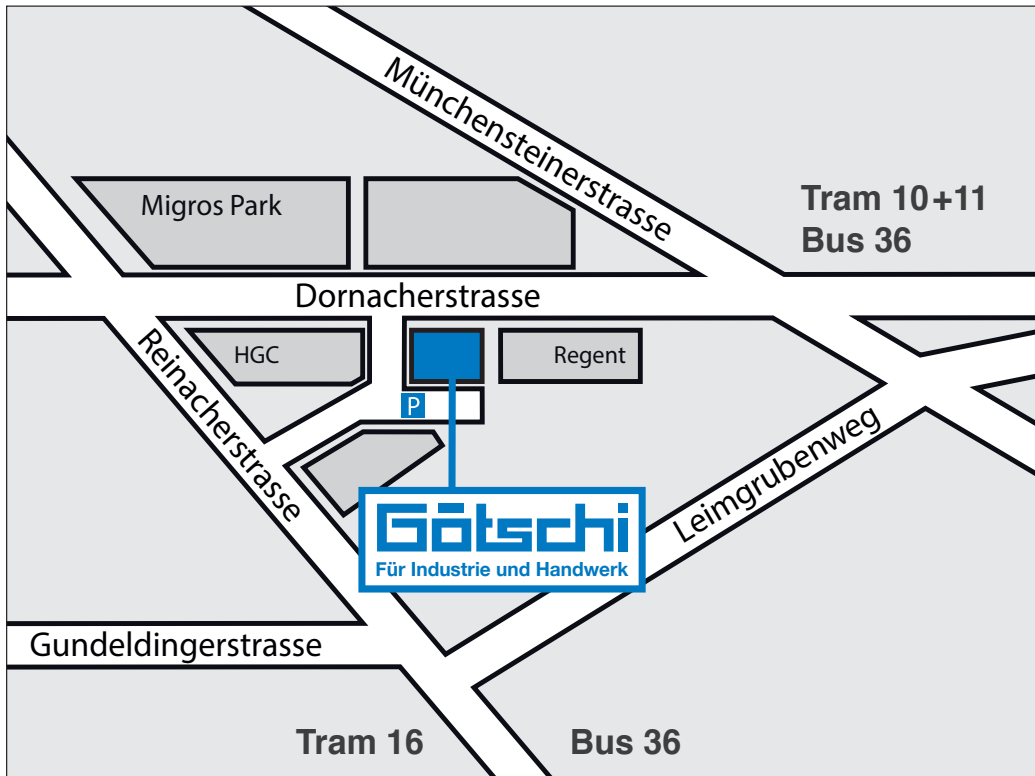 Münchensteinerstrasse
Migros Park
Tram 10+11
Bus 36
Dornacherstrasse
Reinacherstrasse
HGC
Regent
P
Leimgrubenweg
Götschi
Für Industrie und Handwerk
Gundeldingerstrasse
Tram 16
Bus 36